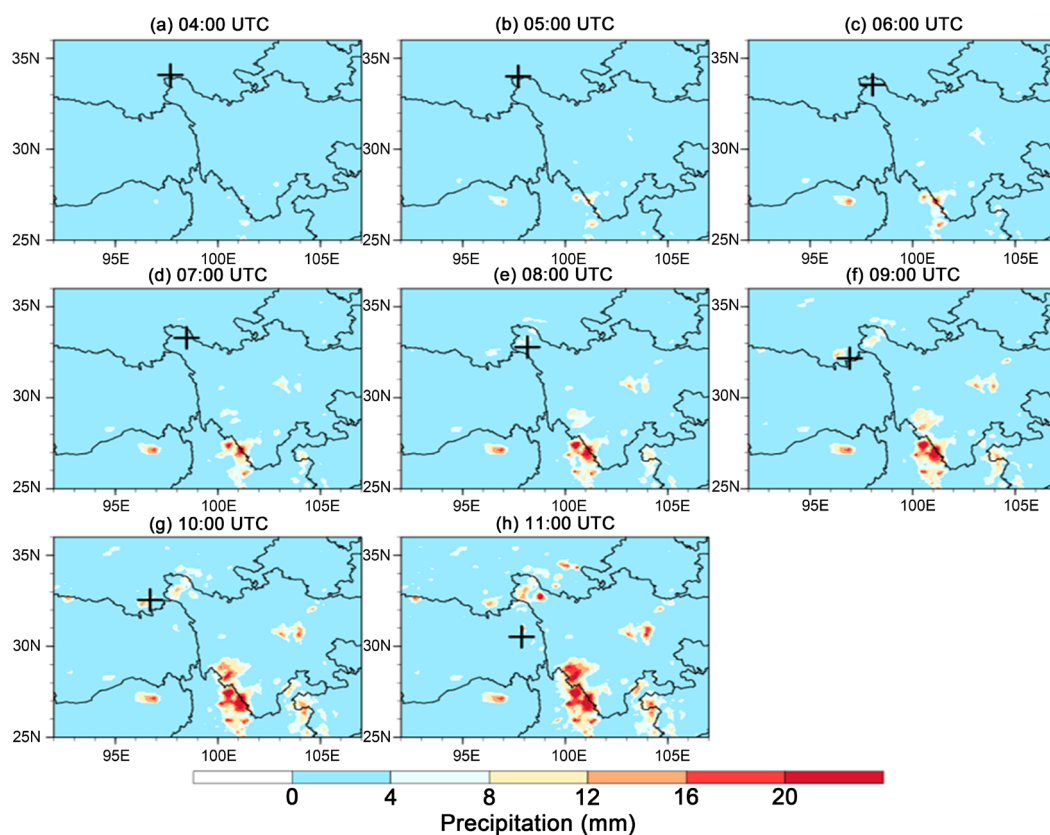 (a) 04:00 UTC
(b) 05:00 UTC
(c) 06:00 UTC
35N
35N
35N
30N
30N
30N
25N
25N
25N
95E 100E 105E
95E 100E 105E
95E 100E 105E
(d) 07:00 UTC
(e) 08:00 UTC
(f) 09:00 UTC
35N
35N
35N
30N
30N
30N
25N
25N
25N
95E 100E 105E
95E 100E 105E
95E 100E 105E
(g) 10:00 UTC
(h) 11:00 UTC
35N
35N
30N
30N
25N
25N
95E 100E 105E
95E 100E 105E
0 4 8 12 16 20
Precipitation (mm)